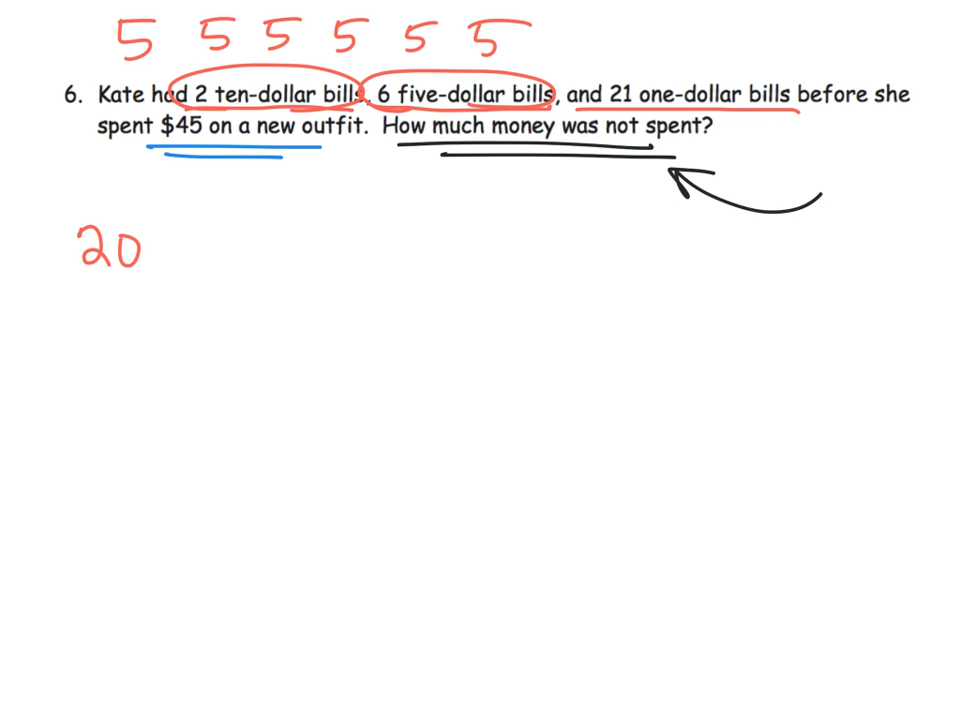 5 5 5 5 5 5
6. Kate had 2 ten-dollar bills, 6 five-dollar bills, and 21 one-dollar bills before she
spent $45 on a new outfit. How much money was not spent?
20